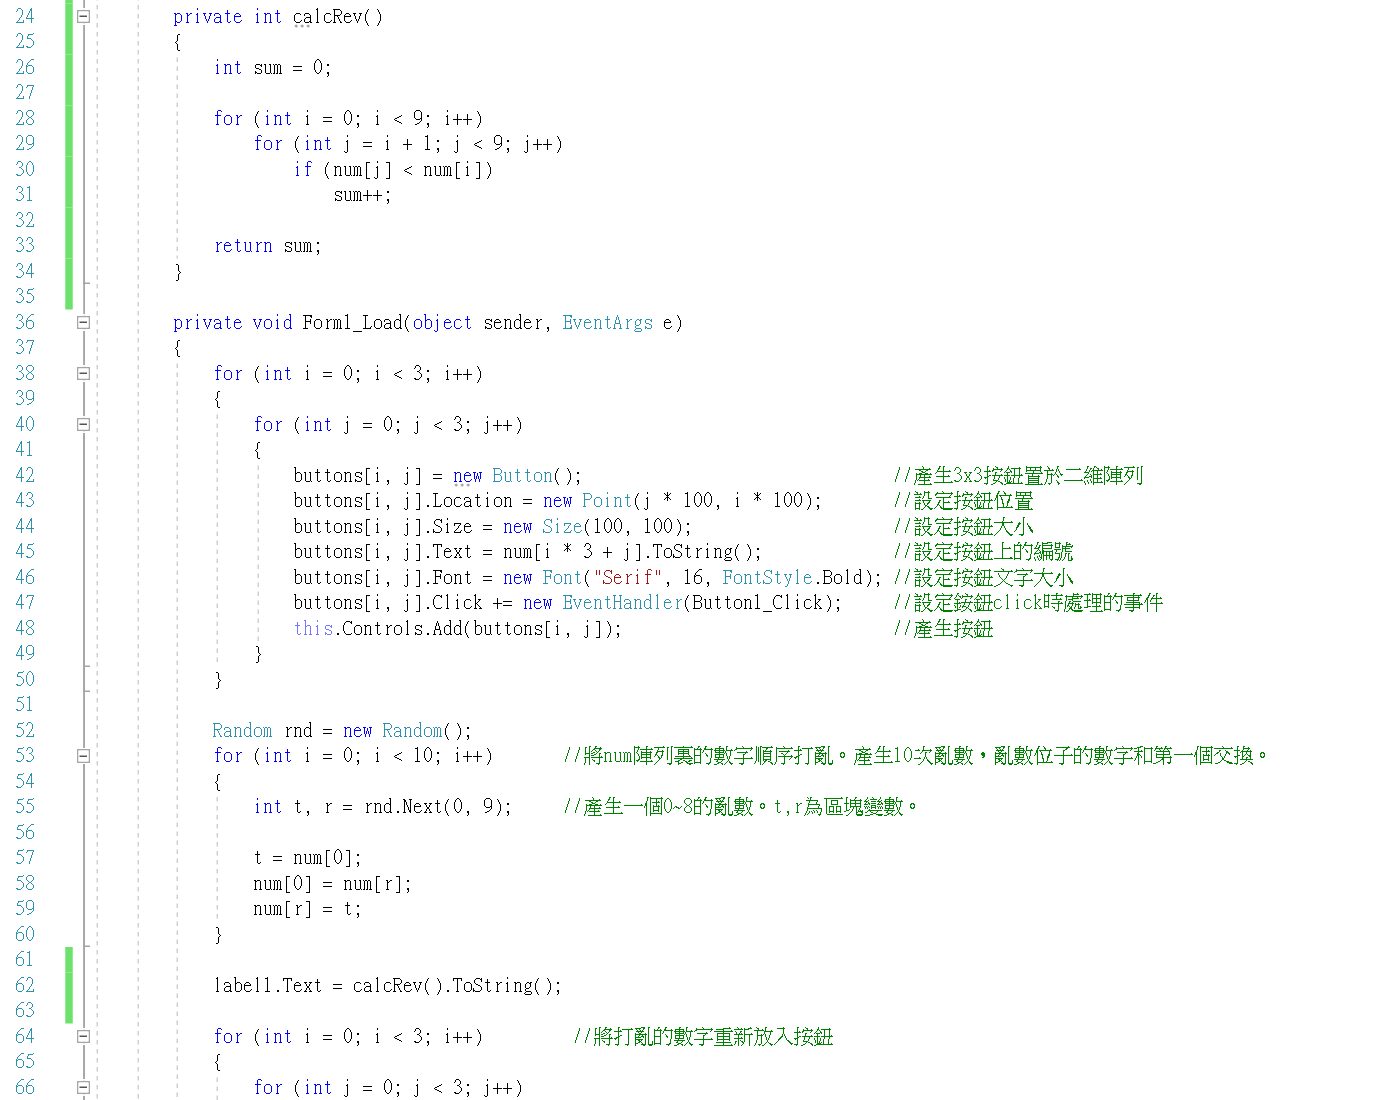 24 private int calcRev()
25 {
26 int sum = 0;
27
28 for (int i = 0; i < 9; i++)
29 for (int j = i + 1; j < 9; j++)
30 if (num[j] < num[i])
31 sum++;
32
33 return sum;
34 }
35
36 private void Form1_Load(object sender, EventArgs e)
37 {
38 for (int i = 0; i < 3; i++)
39 {
40 for (int j = 0; j < 3; j++)
41 {
42 buttons[i, j] = new Button(); //產生3x3按鈕置於二維陣列
43 buttons[i, j].Location = new Point(j * 100, i * 100); //設定按鈕位置
44 buttons[i, j].Size = new Size(100, 100); //設定按鈕大小
45 buttons[i, j].Text = num[i * 3 + j].ToString(); //設定按鈕上的編號
46 buttons[i, j].Font = new Font("Serif", 16, FontStyle.Bold); //設定按鈕文字大小
47 buttons[i, j].Click += new EventHandler(Button1_Click); //設定銨鈕click時處理的事件
48 this.Controls.Add(buttons[i, j]); //產生按鈕
49 }
50 }
51
52 Random rnd = new Random();
53 for (int i = 0; i < 10; i++) //將num陣列裏的數字順序打亂。產生10次亂數，亂數位子的數字和第一個交換。
54 {
55 int t, r = rnd.Next(0, 9); //產生一個0~8的亂數。t,r為區塊變數。
56
57 t = num[0];
58 num[0] = num[r];
59 num[r] = t;
60 }
61
62 label1.Text = calcRev().ToString();
63
64 for (int i = 0; i < 3; i++) //將打亂的數字重新放入按鈕
65 {
66 for (int j = 0; j < 3; j++)